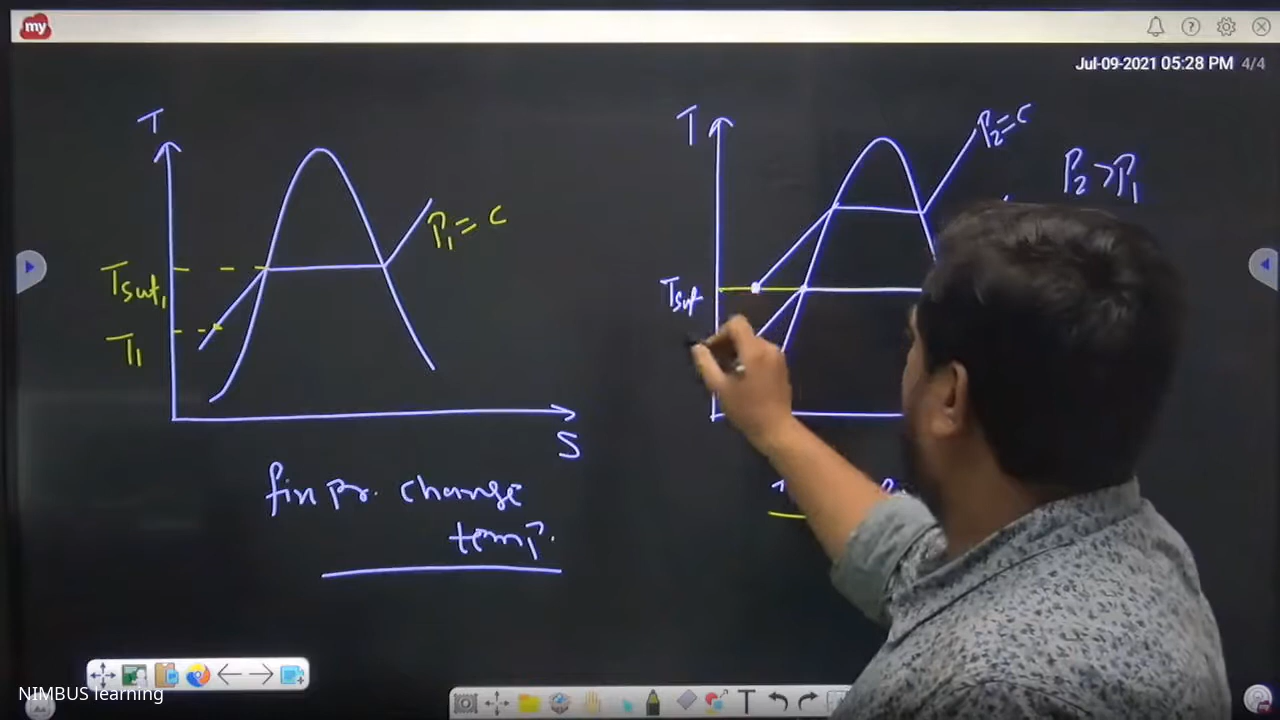 my
Jul-09-2021 05:28 PM 4/4
T
P₁ = c
Tsat₁
T₁
S
fix pr. change
temp.
T
P₂ = c
P₂ > P₁
Tsat
T
NIMBUS learning